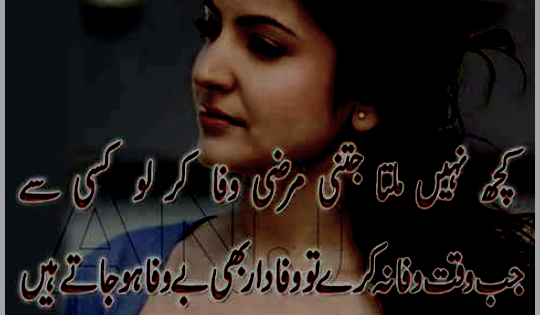 کچھ نہیں ملتا جتنی مرضی وفا کر لو کسی سے
جب وقت وفا نہ کرے تو وفادار بھی بے وفا ہو جاتے ہیں